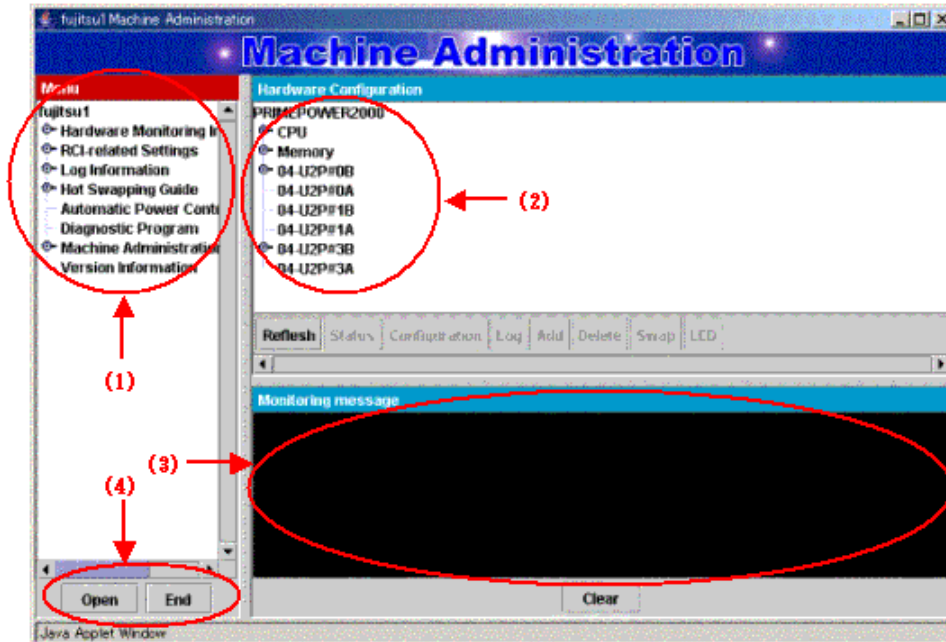 fujitsu1 Machine Administration
Machine Administration
Menu
fujitsu1
Hardware Monitoring In
RCI-related Settings
Log Information
Hot Swapping Guide
Automatic Power Cont
Diagnostic Program
Machine Administration
Version Information
(1)
(4)
Open
End
Hardware Configuration
PRIMEPOWER2000
CPU
Memory
04-U2P#0B
04-U2P#0A
04-U2P#1B
04-U2P#1A
04-U2P#3B
04-U2P#3A
(2)
Reflesh Status Configuration Log Add Delete Swap LED
Monitoring message
(3)
Clear
Java Applet Window